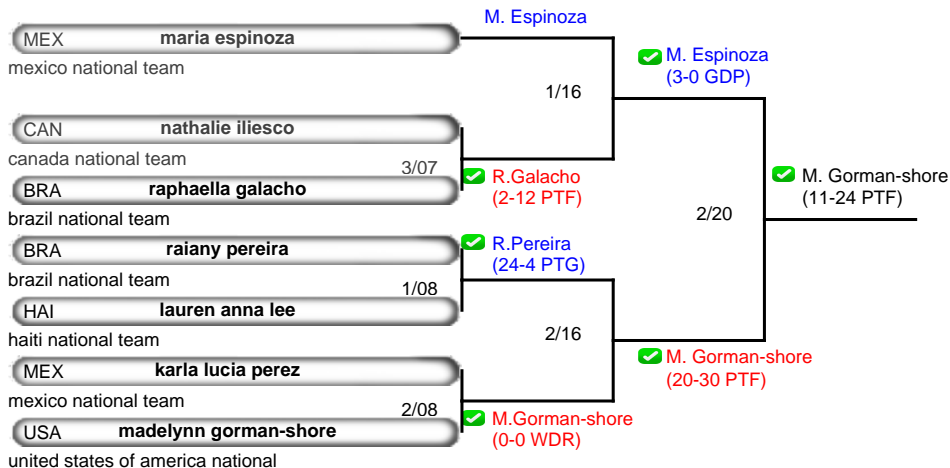 M. Espinoza
MEX maria espinoza
mexico national team
M. Espinoza
(3-0 GDP)
1/16
CAN nathalie iliesco
canada national team
3/07
R.Galacho
(2-12 PTF)
BRA raphaella galacho
brazil national team
M. Gorman-shore
(11-24 PTF)
2/20
BRA raiany pereira
brazil national team
R.Pereira
(24-4 PTG)
1/08
HAI lauren anna lee
haiti national team
2/16
MEX karla lucia perez
mexico national team
M. Gorman-shore
(20-30 PTF)
2/08
M.Gorman-shore
(0-0 WDR)
USA madelynn gorman-shore
united states of america national